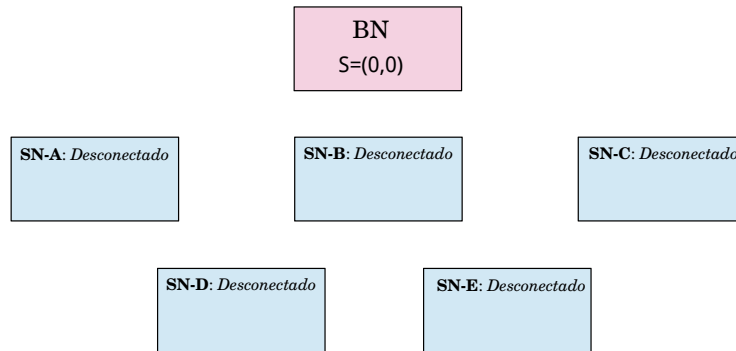 BN
S=(0,0)
SN-A: Desconectado
SN-B: Desconectado
SN-C: Desconectado
SN-D: Desconectado
SN-E: Desconectado